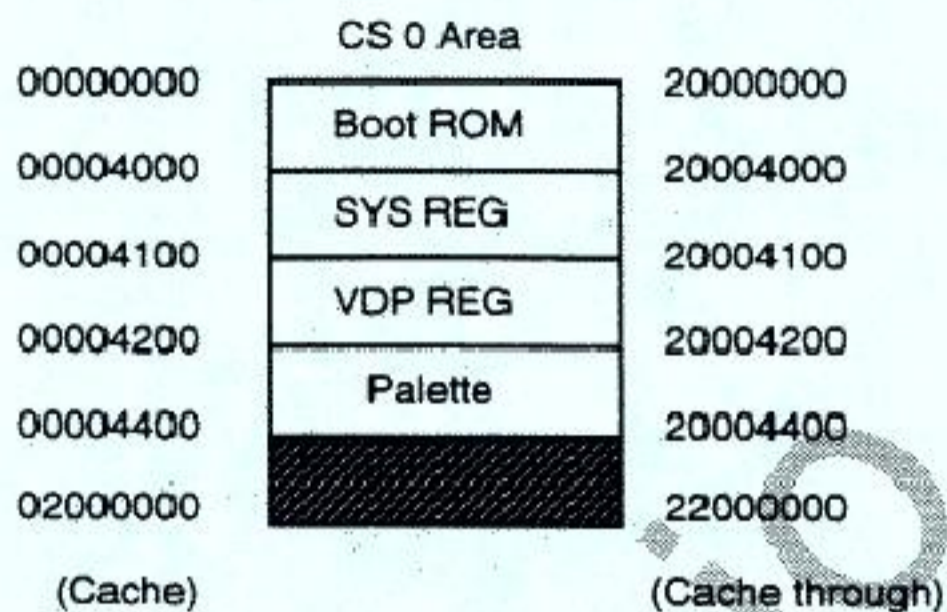 CS 0 Area
00000000 20000000
Boot ROM
00004000 20004000
SYS REG
00004100 20004100
VDP REG
00004200 20004200
Palette
00004400 20004400
02000000 22000000
(Cache) (Cache through)